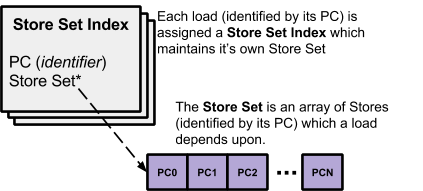 Store Set Index
PC (identifier)
Store Set*
Each load (identified by its PC) is
assigned a Store Set Index which
maintains it's own Store Set
The Store Set is an array of Stores
(identified by its PC) which a load
depends upon.
PC0 PC1 PC2 ••• PCN